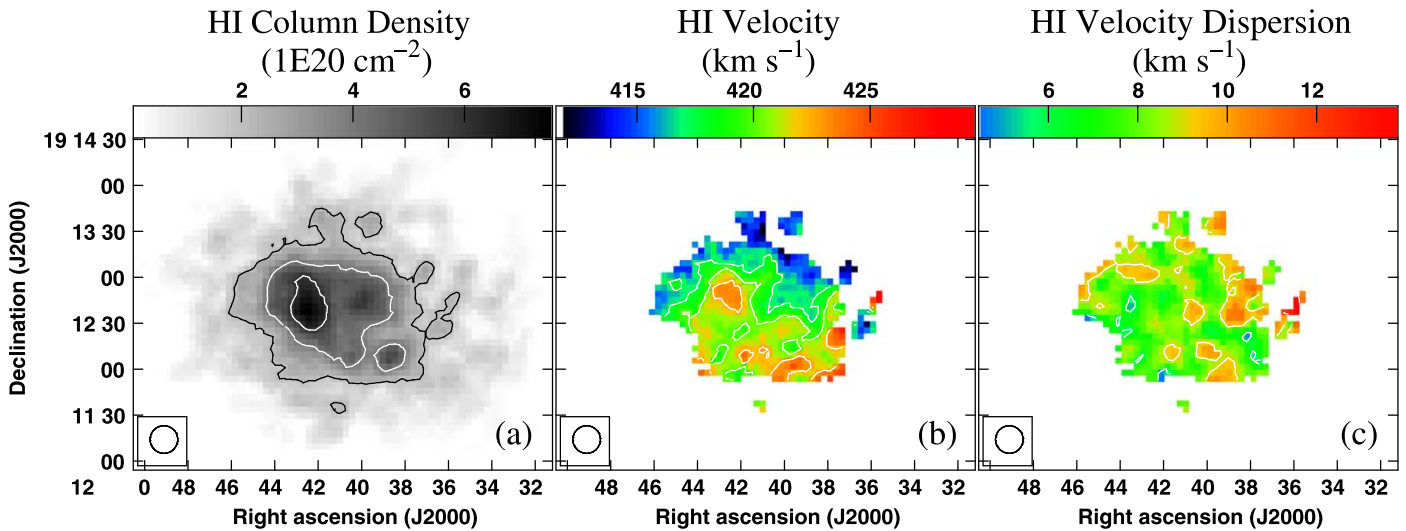 HI Column Density
(1E20 cm−2)
2 4 6
HI Velocity
(km s−1)
415 420 425
HI Velocity Dispersion
(km s−1)
6 8 10 12
Declination (J2000)
19 14 30
00
13 30
00
12 30
00
11 30
00
(a)
(b)
(c)
12 0 48 46 44 42 40 38 36 34 32
48 46 44 42 40 38 36 34 32
48 46 44 42 40 38 36 34 32
Right ascension (J2000)
Right ascension (J2000)
Right ascension (J2000)